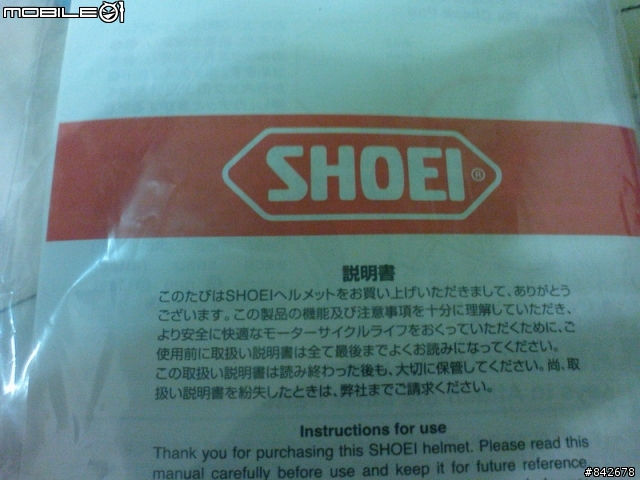 mobile01
SHOEI®
説明書
このたびはSHOEIヘルメットをお買い上げいただきまして、ありがとう
ございます。この製品の機能及び注意事項を十分に理解していただき、
より安全に快適なモーターサイクルライフをおくっていただくために、ご
使用前に取扱い説明書は全て最後までよくお読みになってください。
この取扱い説明書は読み終わった後も、大切に保管してください。尚、取
扱い説明書を紛失したときは、弊社までご請求ください。
Instructions for use
Thank you for purchasing this SHOEI helmet. Please read this
manual carefully before use and keep it for future reference
#842678